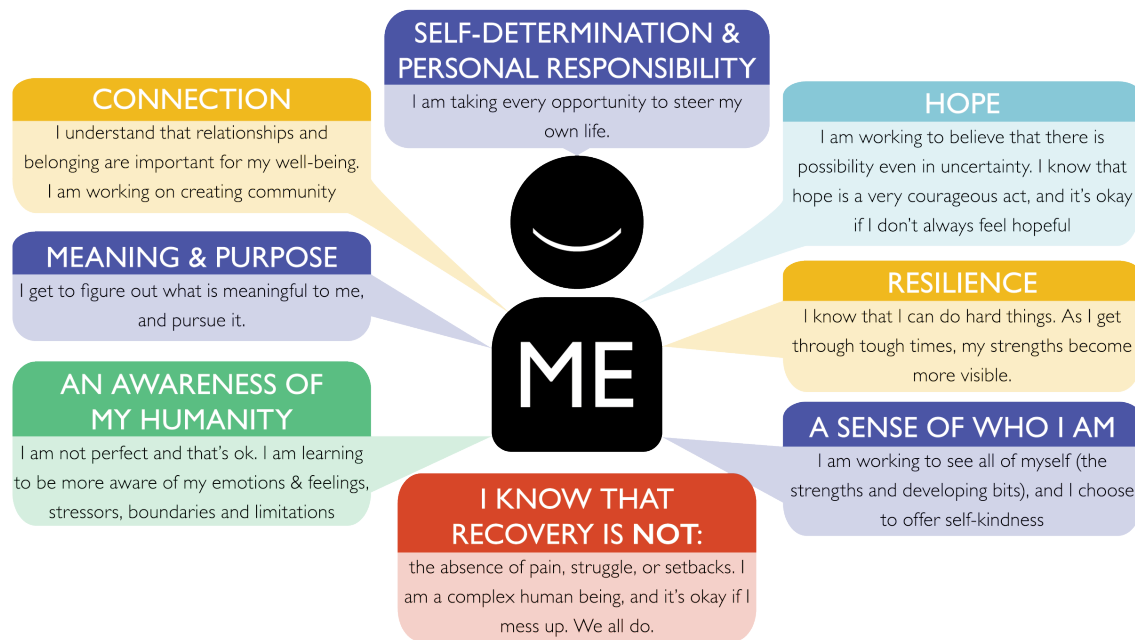 SELF-DETERMINATION &
PERSONAL RESPONSIBILITY
I am taking every opportunity to steer my
own life.
CONNECTION
I understand that relationships and
belonging are important for my well-being.
I am working on creating community
HOPE
I am working to believe that there is
possibility even in uncertainty. I know that
hope is a very courageous act, and it’s okay
if I don’t always feel hopeful
MEANING & PURPOSE
I get to figure out what is meaningful to me,
and pursue it.
RESILIENCE
I know that I can do hard things. As I get
through tough times, my strengths become
more visible.
ME
AN AWARENESS OF
MY HUMANITY
I am not perfect and that’s ok. I am learning
to be more aware of my emotions & feelings,
stressors, boundaries and limitations
A SENSE OF WHO I AM
I am working to see all of myself (the
strengths and developing bits), and I choose
to offer self-kindness
I KNOW THAT
RECOVERY IS NOT:
the absence of pain, struggle, or setbacks. I
am a complex human being, and it’s okay if I
mess up. We all do.